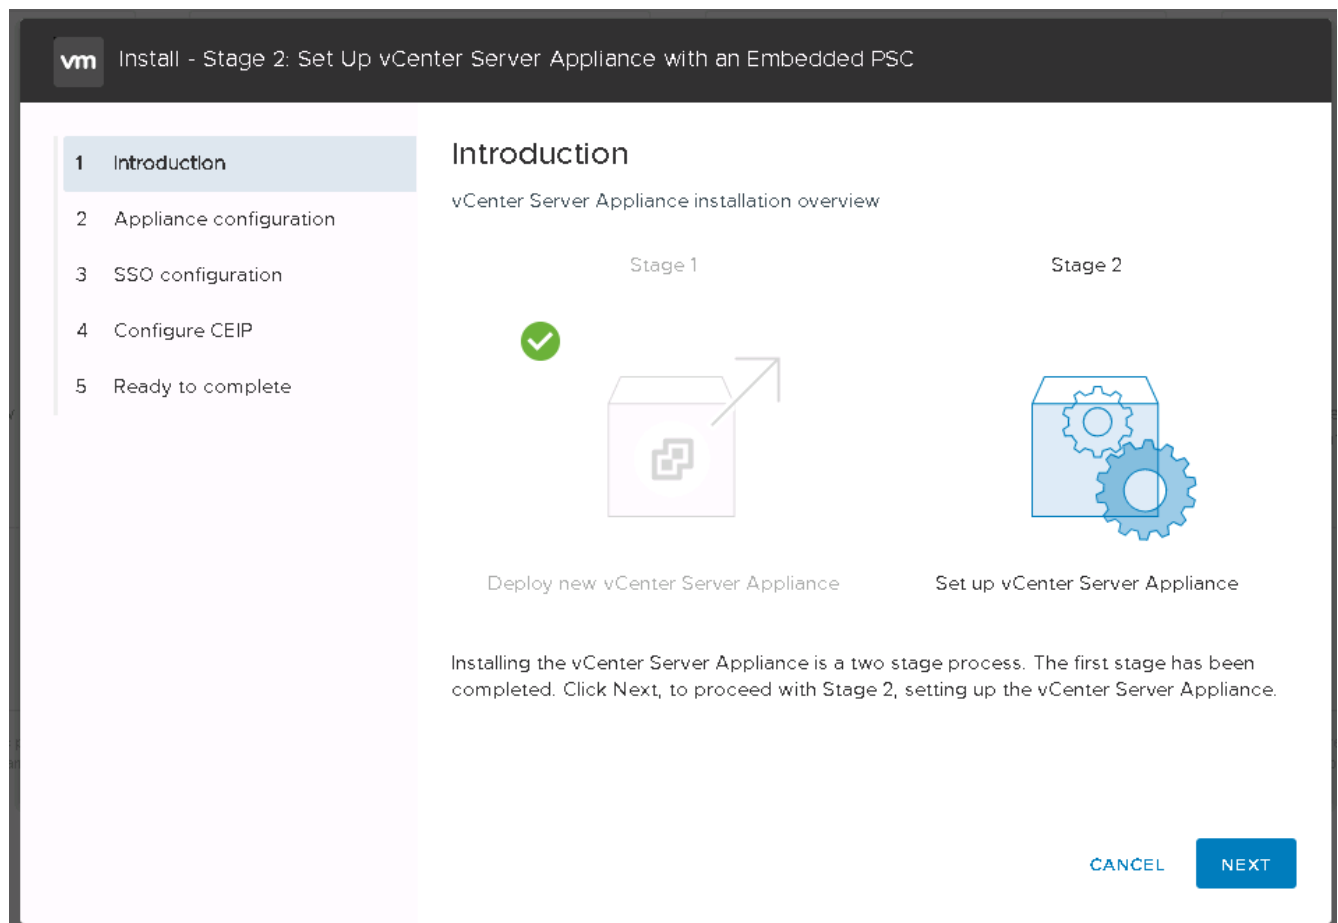 vm Install - Stage 2: Set Up vCenter Server Appliance with an Embedded PSC
1 Introduction
2 Appliance configuration
3 SSO configuration
4 Configure CEIP
5 Ready to complete
Introduction
vCenter Server Appliance installation overview
Stage 1
Stage 2
Deploy new vCenter Server Appliance
Set up vCenter Server Appliance
Installing the vCenter Server Appliance is a two stage process. The first stage has been
completed. Click Next, to proceed with Stage 2, setting up the vCenter Server Appliance.
CANCEL
NEXT